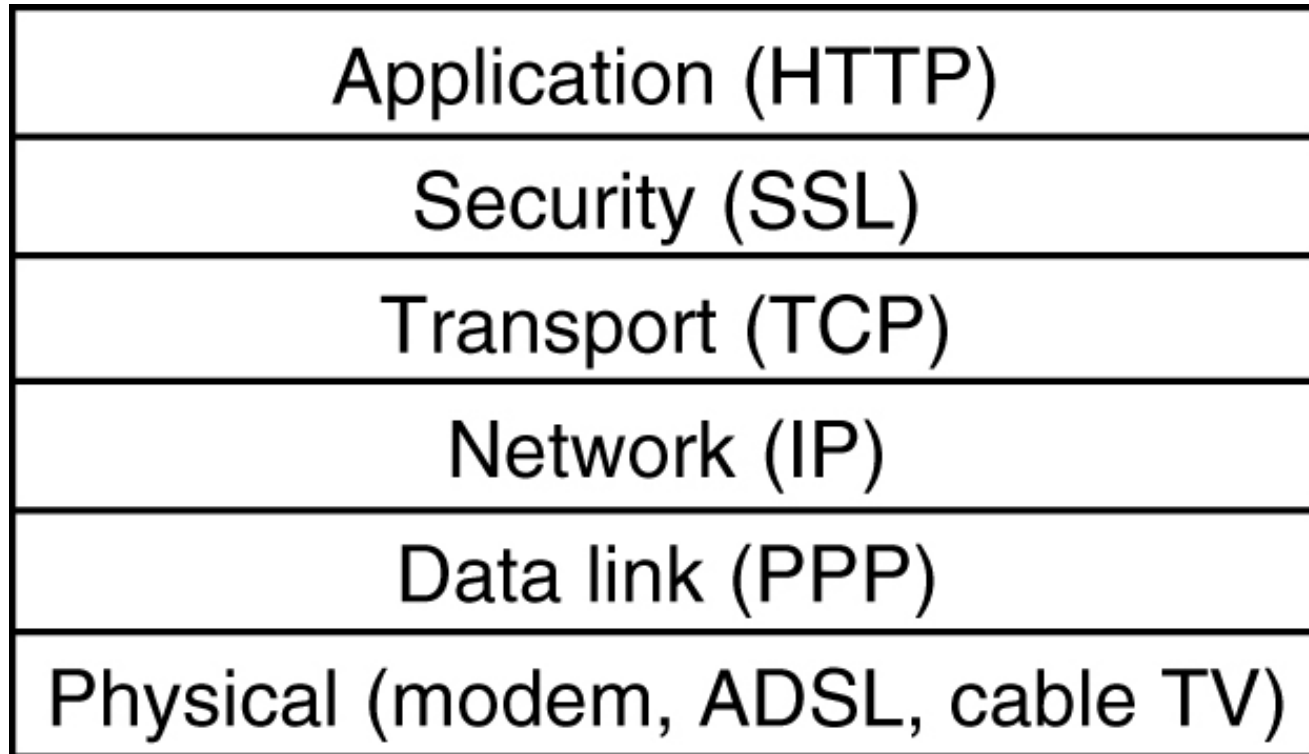 Application (HTTP)
Security (SSL)
Transport (TCP)
Network (IP)
Data link (PPP)
Physical (modem, ADSL, cable TV)